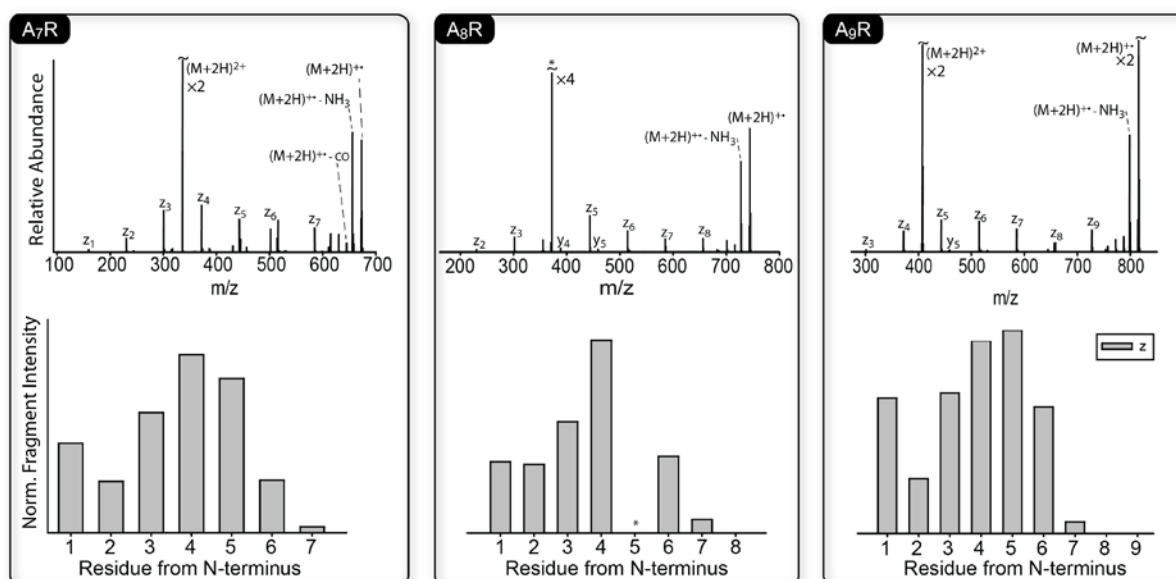 A7R
Relative Abundance
~
(M+2H)2+
×2
(M+2H)+•
(M+2H)+• - NH3
(M+2H)+• - CO
z1
z2
z3
z4
z5
z6
z7
100 200 300 400 500 600 700
m/z
Norm. Fragment Intensity
1 2 3 4 5 6 7
Residue from N-terminus
A8R
*
~
×4
(M+2H)+•
(M+2H)+• - NH3
z2
z3
y4
z5
y5
z6
z7
z8
200 300 400 500 600 700 800
m/z
*
1 2 3 4 5 6 7 8
Residue from N-terminus
A9R
~
(M+2H)2+
×2
(M+2H)+•
~
×2
(M+2H)+• - NH3
z3
z4
z5
y5
z6
z7
z8
z9
300 400 500 600 700 800
m/z
z
1 2 3 4 5 6 7 8 9
Residue from N-terminus